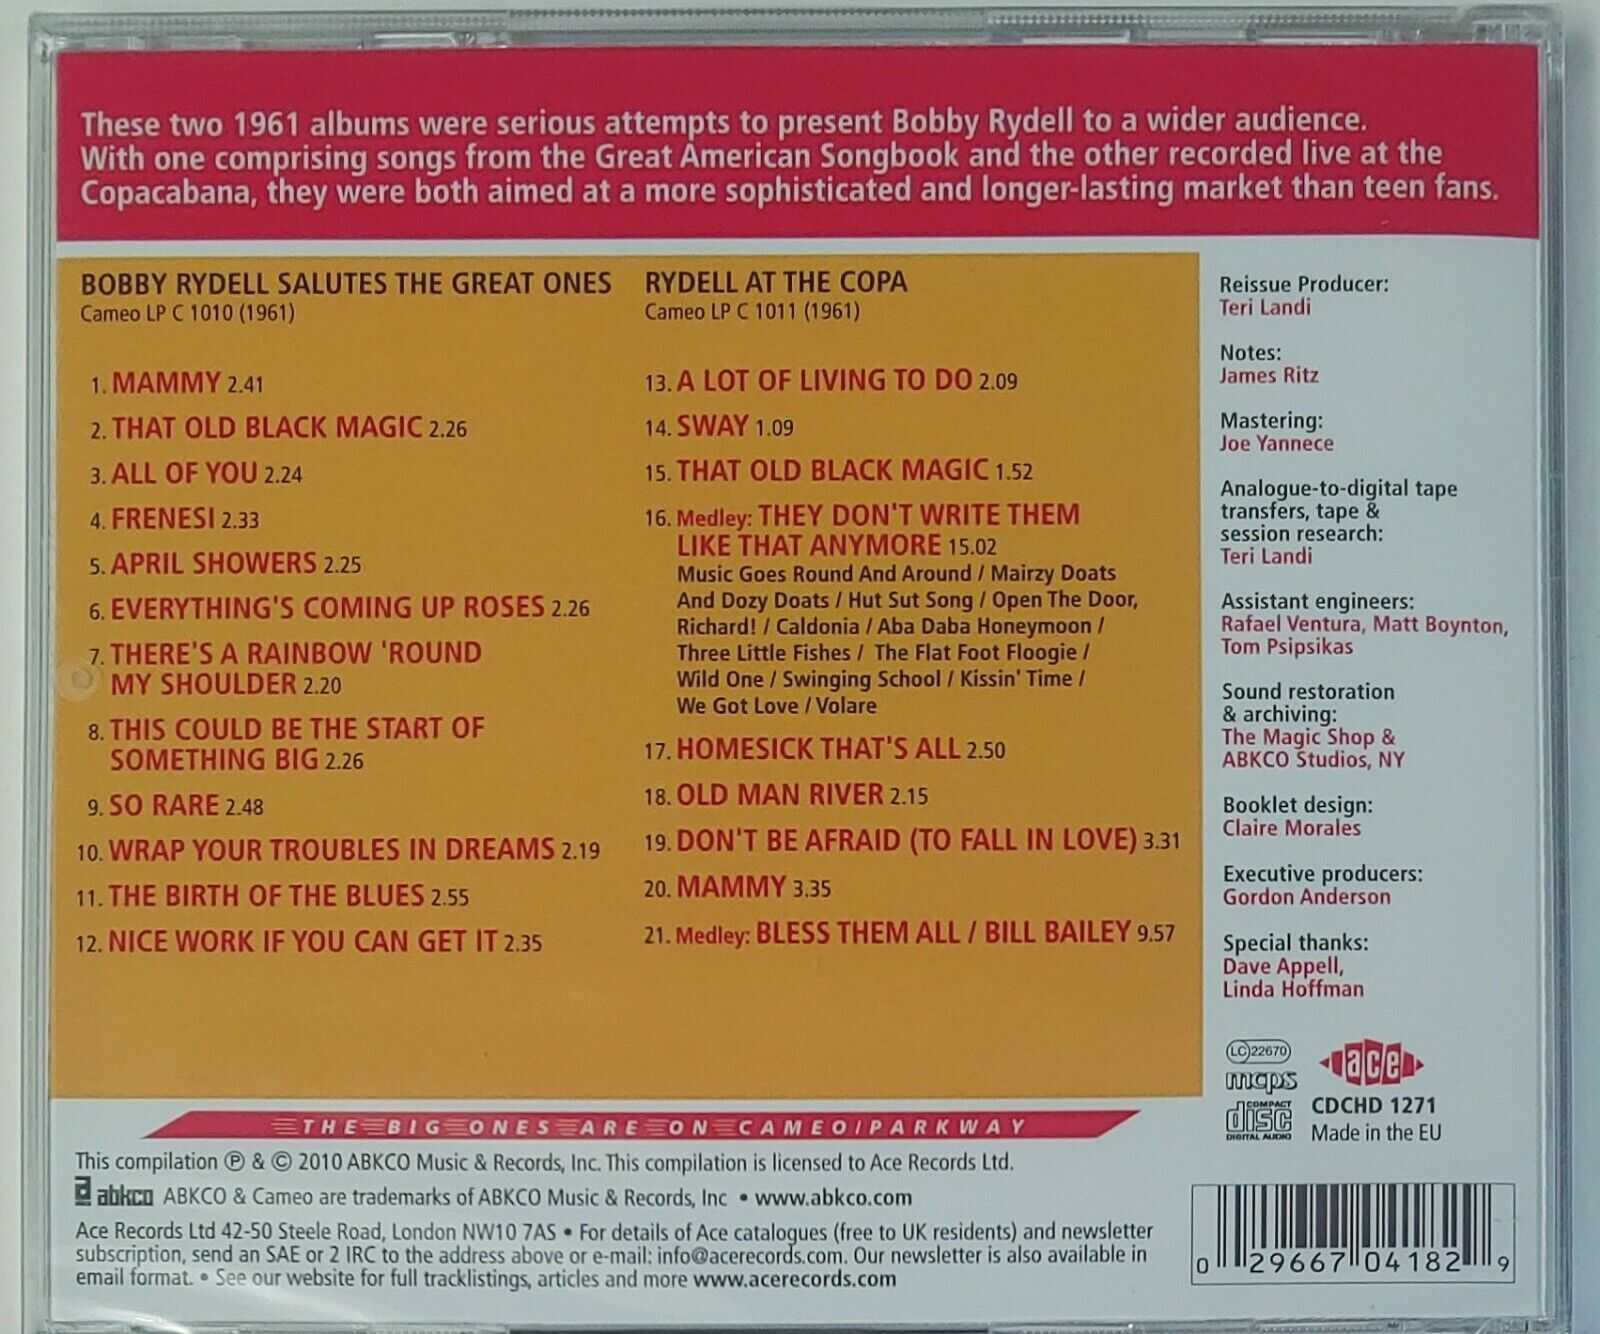 These two 1961 albums were serious attempts to present Bobby Rydell to a wider audience.
With one comprising songs from the Great American Songbook and the other recorded live at the
Copacabana, they were both aimed at a more sophisticated and longer-lasting market than teen fans.
BOBBY RYDELL SALUTES THE GREAT ONES
Cameo LP C 1010 (1961)
1. MAMMY 2.41
2. THAT OLD BLACK MAGIC 2.26
3. ALL OF YOU 2.24
4. FRENESI 2.33
5. APRIL SHOWERS 2.25
6. EVERYTHING'S COMING UP ROSES 2.26
7. THERE'S A RAINBOW 'ROUND
MY SHOULDER 2.20
8. THIS COULD BE THE START OF
SOMETHING BIG 2.26
9. SO RARE 2.48
10. WRAP YOUR TROUBLES IN DREAMS 2.19
11. THE BIRTH OF THE BLUES 2.55
12. NICE WORK IF YOU CAN GET IT 2.35
RYDELL AT THE COPA
Cameo LP C 1011 (1961)
13. A LOT OF LIVING TO DO 2.09
14. SWAY 1.09
15. THAT OLD BLACK MAGIC 1.52
16. Medley: THEY DON'T WRITE THEM
LIKE THAT ANYMORE 15.02
Music Goes Round And Around / Mairzy Doats
And Dozy Doats / Hut Sut Song / Open The Door,
Richard! / Caldonia / Aba Daba Honeymoon /
Three Little Fishes / The Flat Foot Floogie /
Wild One / Swinging School / Kissin' Time /
We Got Love / Volare
17. HOMESICK THAT'S ALL 2.50
18. OLD MAN RIVER 2.15
19. DON'T BE AFRAID (TO FALL IN LOVE) 3.31
20. MAMMY 3.35
21. Medley: BLESS THEM ALL / BILL BAILEY 9.57
Reissue Producer:
Teri Landi
Notes:
James Ritz
Mastering:
Joe Yannece
Analogue-to-digital tape
transfers, tape &
session research:
Teri Landi
Assistant engineers:
Rafael Ventura, Matt Boynton,
Tom Psipsikas
Sound restoration
& archiving:
The Magic Shop &
ABKCO Studios, NY
Booklet design:
Claire Morales
Executive producers:
Gordon Anderson
Special thanks:
Dave Appell,
Linda Hoffman
LC 22670
mcps
COMPACT
disc
DIGITAL AUDIO
ace
CDCHD 1271
Made in the EU
THE BIG ONES ARE ON CAMEO/PARKWAY
This compilation ℗ & © 2010 ABKCO Music & Records, Inc. This compilation is licensed to Ace Records Ltd.
a abkco ABKCO & Cameo are trademarks of ABKCO Music & Records, Inc • www.abkco.com
Ace Records Ltd 42-50 Steele Road, London NW10 7AS • For details of Ace catalogues (free to UK residents) and newsletter
subscription, send an SAE or 2 IRC to the address above or e-mail: info@acerecords.com. Our newsletter is also available in
email format. • See our website for full tracklistings, articles and more www.acerecords.com
0 29667 04182 9